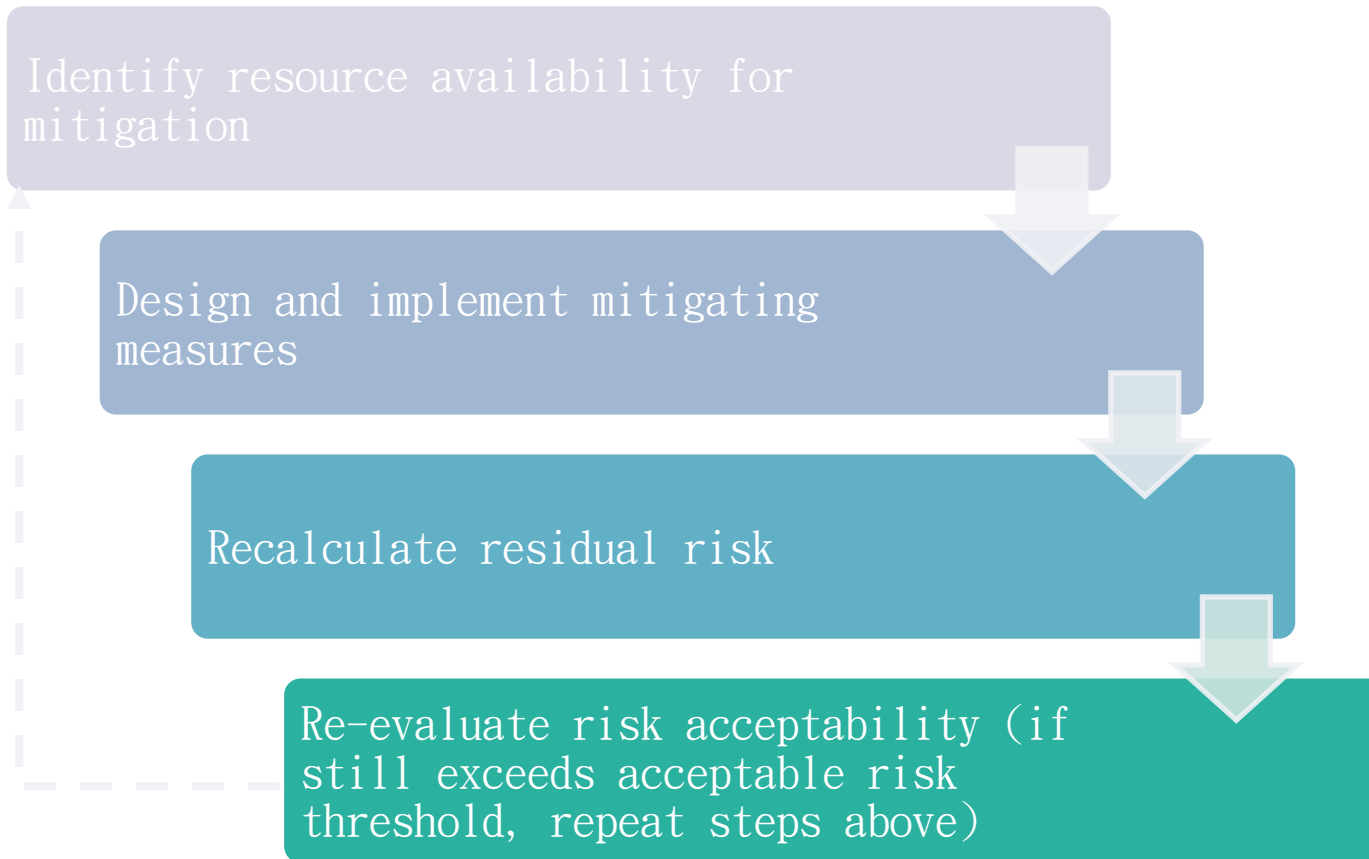 Identify resource availability for
mitigation
Design and implement mitigating
measures
Recalculate residual risk
Re-evaluate risk acceptability (if
still exceeds acceptable risk
threshold, repeat steps above)